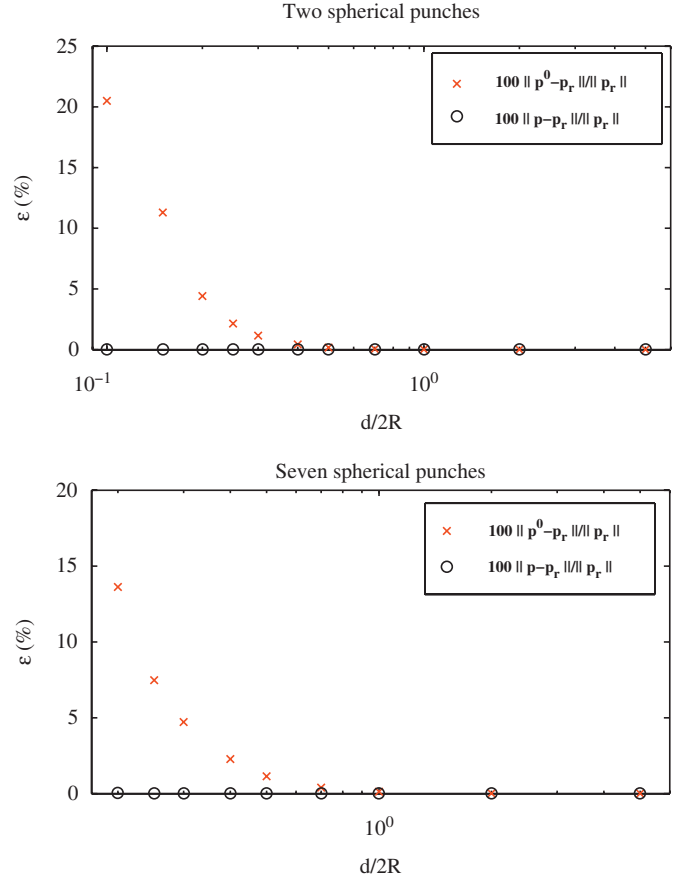 Two spherical punches
25
20
15
10
5
0
ε (%)
100 || p⁰−pᵣ ||/|| pᵣ ||
100 || p−pᵣ ||/|| pᵣ ||
10⁻¹
10⁰
d/2R
Seven spherical punches
20
15
10
5
0
ε (%)
100 || p⁰−pᵣ ||/|| pᵣ ||
100 || p−pᵣ ||/|| pᵣ ||
10⁰
d/2R